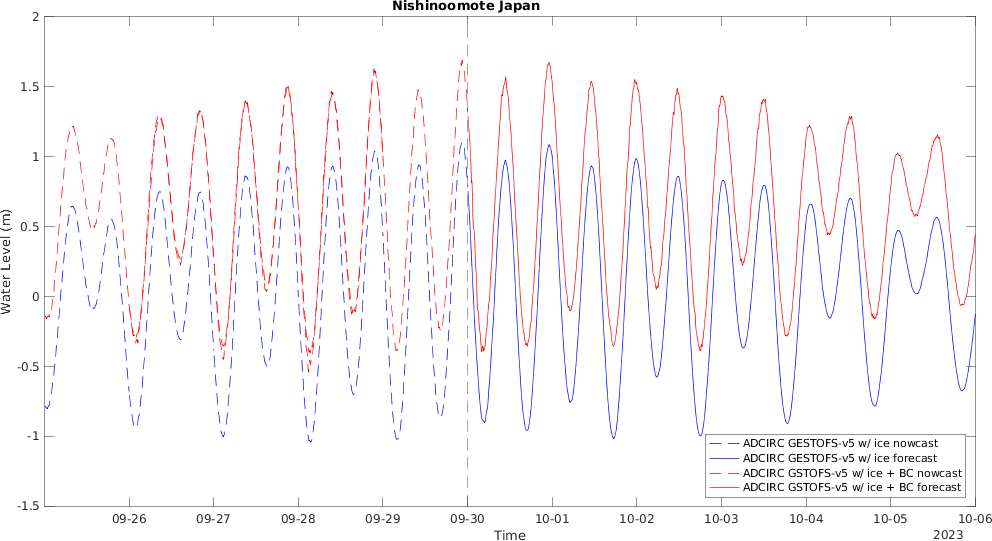 Nishinoomote Japan
2
1.5
1
0.5
0
-0.5
-1
-1.5
Water Level (m)
ADCIRC GESTOFS-v5 w/ ice nowcast
ADCIRC GESTOFS-v5 w/ ice forecast
ADCIRC GSTOFS-v5 w/ ice + BC nowcast
ADCIRC GSTOFS-v5 w/ ice + BC forecast
09-26 09-27 09-28 09-29 09-30 10-01 10-02 10-03 10-04 10-05 10-06
Time
2023